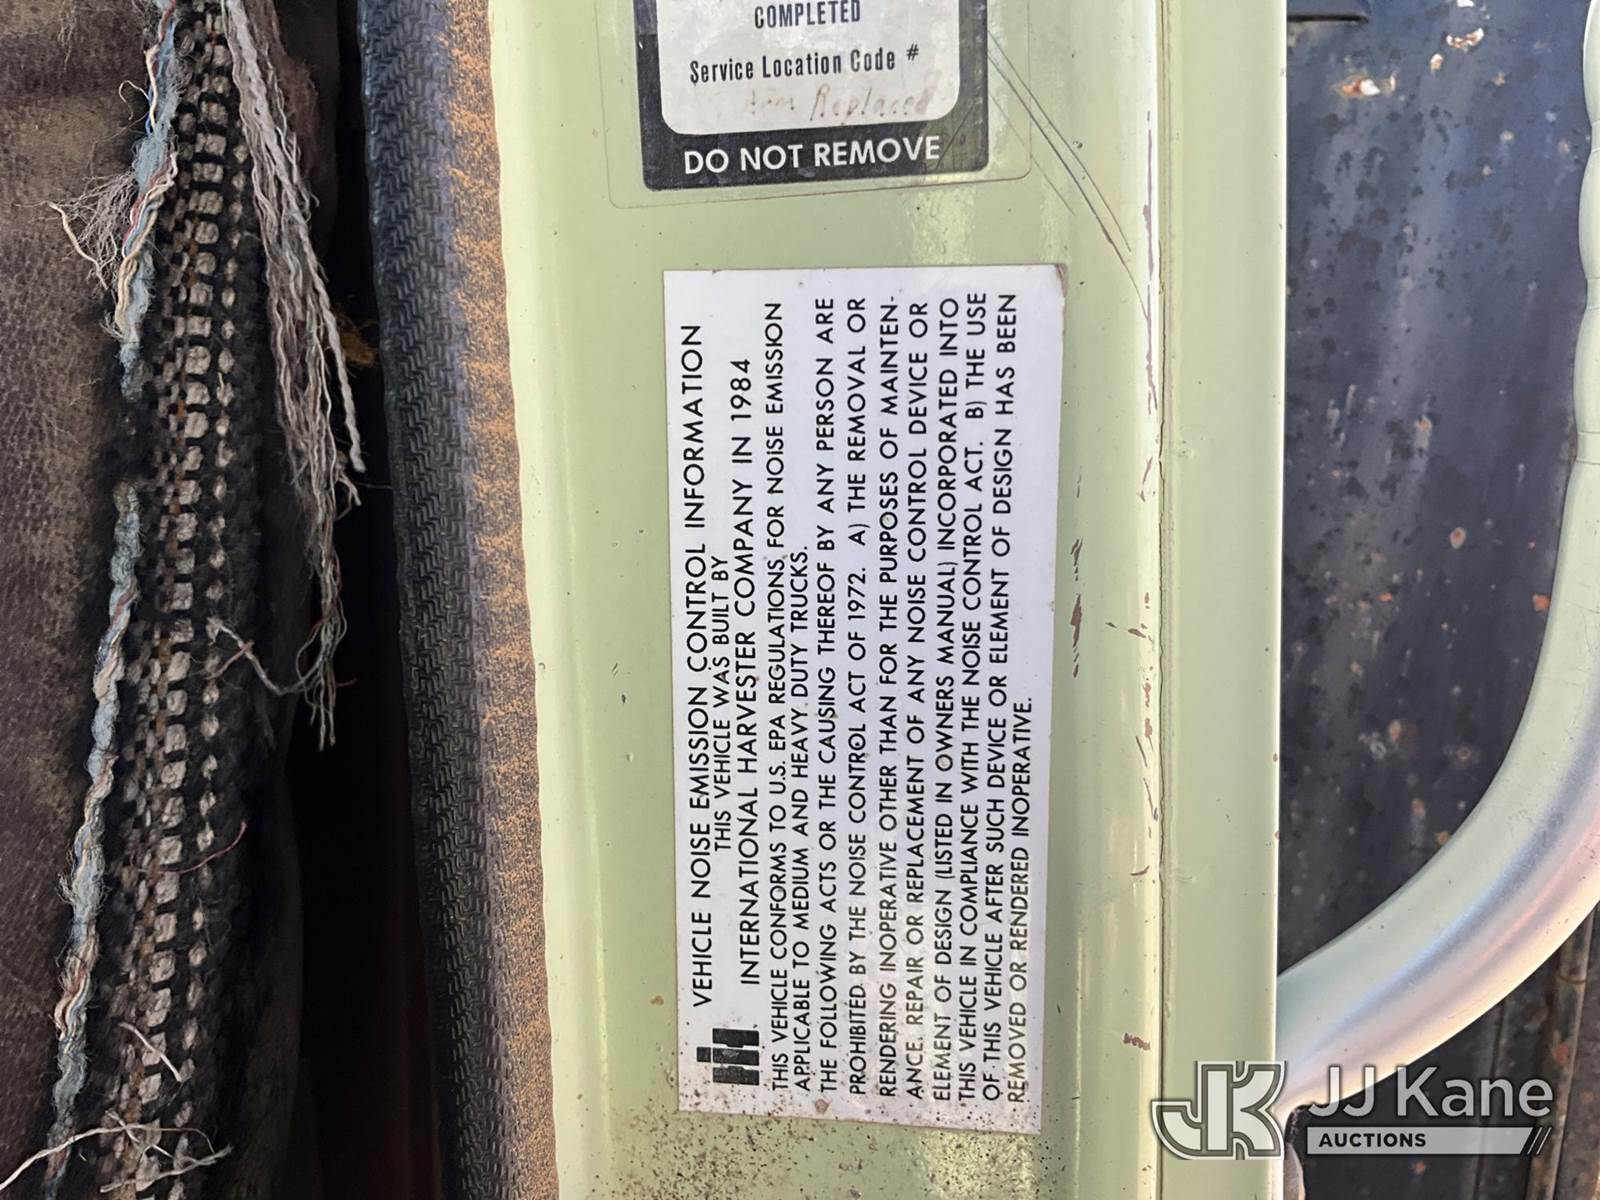 COMPLETED
Service Location Code #
Arm Replaced
DO NOT REMOVE
VEHICLE NOISE EMISSION CONTROL INFORMATION
THIS VEHICLE WAS BUILT BY
INTERNATIONAL HARVESTER COMPANY IN 1984
THIS VEHICLE CONFORMS TO U.S. EPA REGULATIONS, FOR NOISE EMISSION
APPLICABLE TO MEDIUM AND HEAVY DUTY TRUCKS.
THE FOLLOWING ACTS OR THE CAUSING THEREOF BY ANY PERSON ARE
PROHIBITED BY THE NOISE CONTROL ACT OF 1972. A) THE REMOVAL OR
RENDERING INOPERATIVE OTHER THAN FOR THE PURPOSES OF MAINTEN-
ANCE, REPAIR, OR REPLACEMENT OF ANY NOISE CONTROL DEVICE OR
ELEMENT OF DESIGN (LISTED IN OWNERS MANUAL) INCORPORATED INTO
THIS VEHICLE IN COMPLIANCE WITH THE NOISE CONTROL ACT. B) THE USE
OF THIS VEHICLE AFTER SUCH DEVICE OR ELEMENT OF DESIGN HAS BEEN
REMOVED OR RENDERED INOPERATIVE.
JJ Kane
AUCTIONS